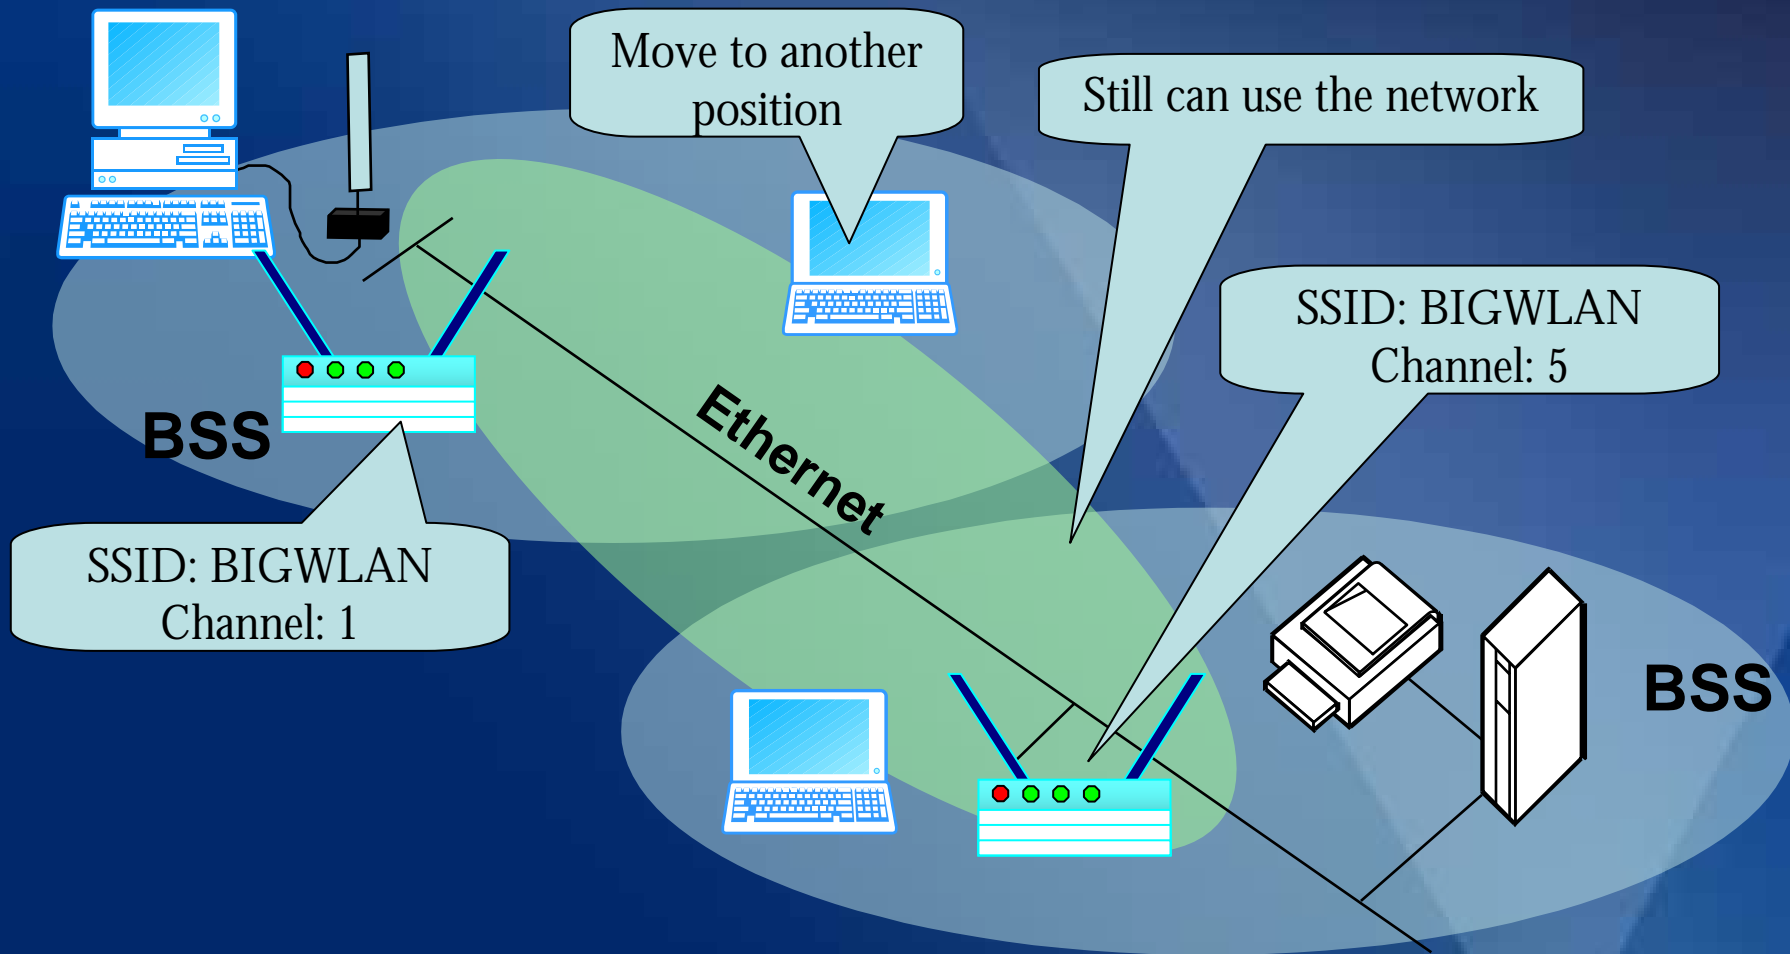 Move to another
position
Still can use the network
SSID: BIGWLAN
Channel: 5
BSS
Ethernet
SSID: BIGWLAN
Channel: 1
BSS